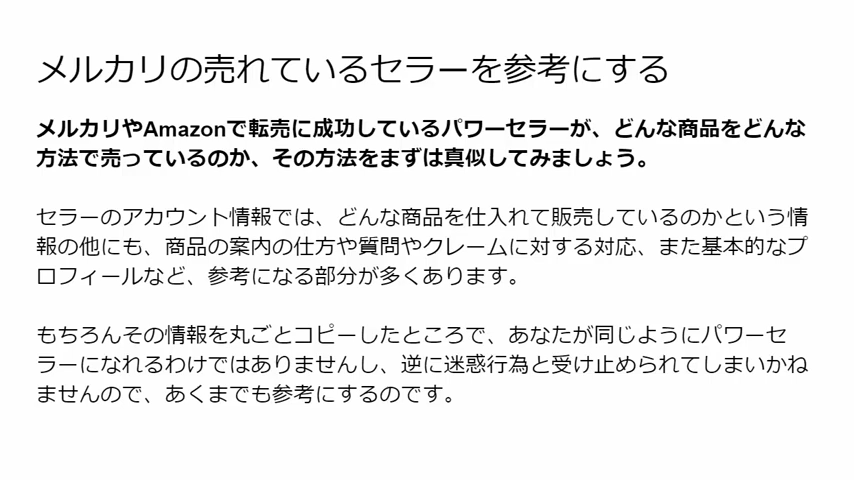 メルカリの売れているセラーを参考にする
メルカリやAmazonで転売に成功しているパワーセラーが、どんな商品をどんな
方法で売っているのか、その方法をまずは真似してみましょう。
セラーのアカウント情報では、どんな商品を仕入れて販売しているのかという情
報の他にも、商品の案内の仕方や質問やクレームに対する対応、また基本的なプ
ロフィールなど、参考になる部分が多くあります。
もちろんその情報を丸ごとコピーしたところで、あなたが同じようにパワーセ
ラーになれるわけではありませんし、逆に迷惑行為と受け止められてしまいかね
ませんので、あくまでも参考にするのです。